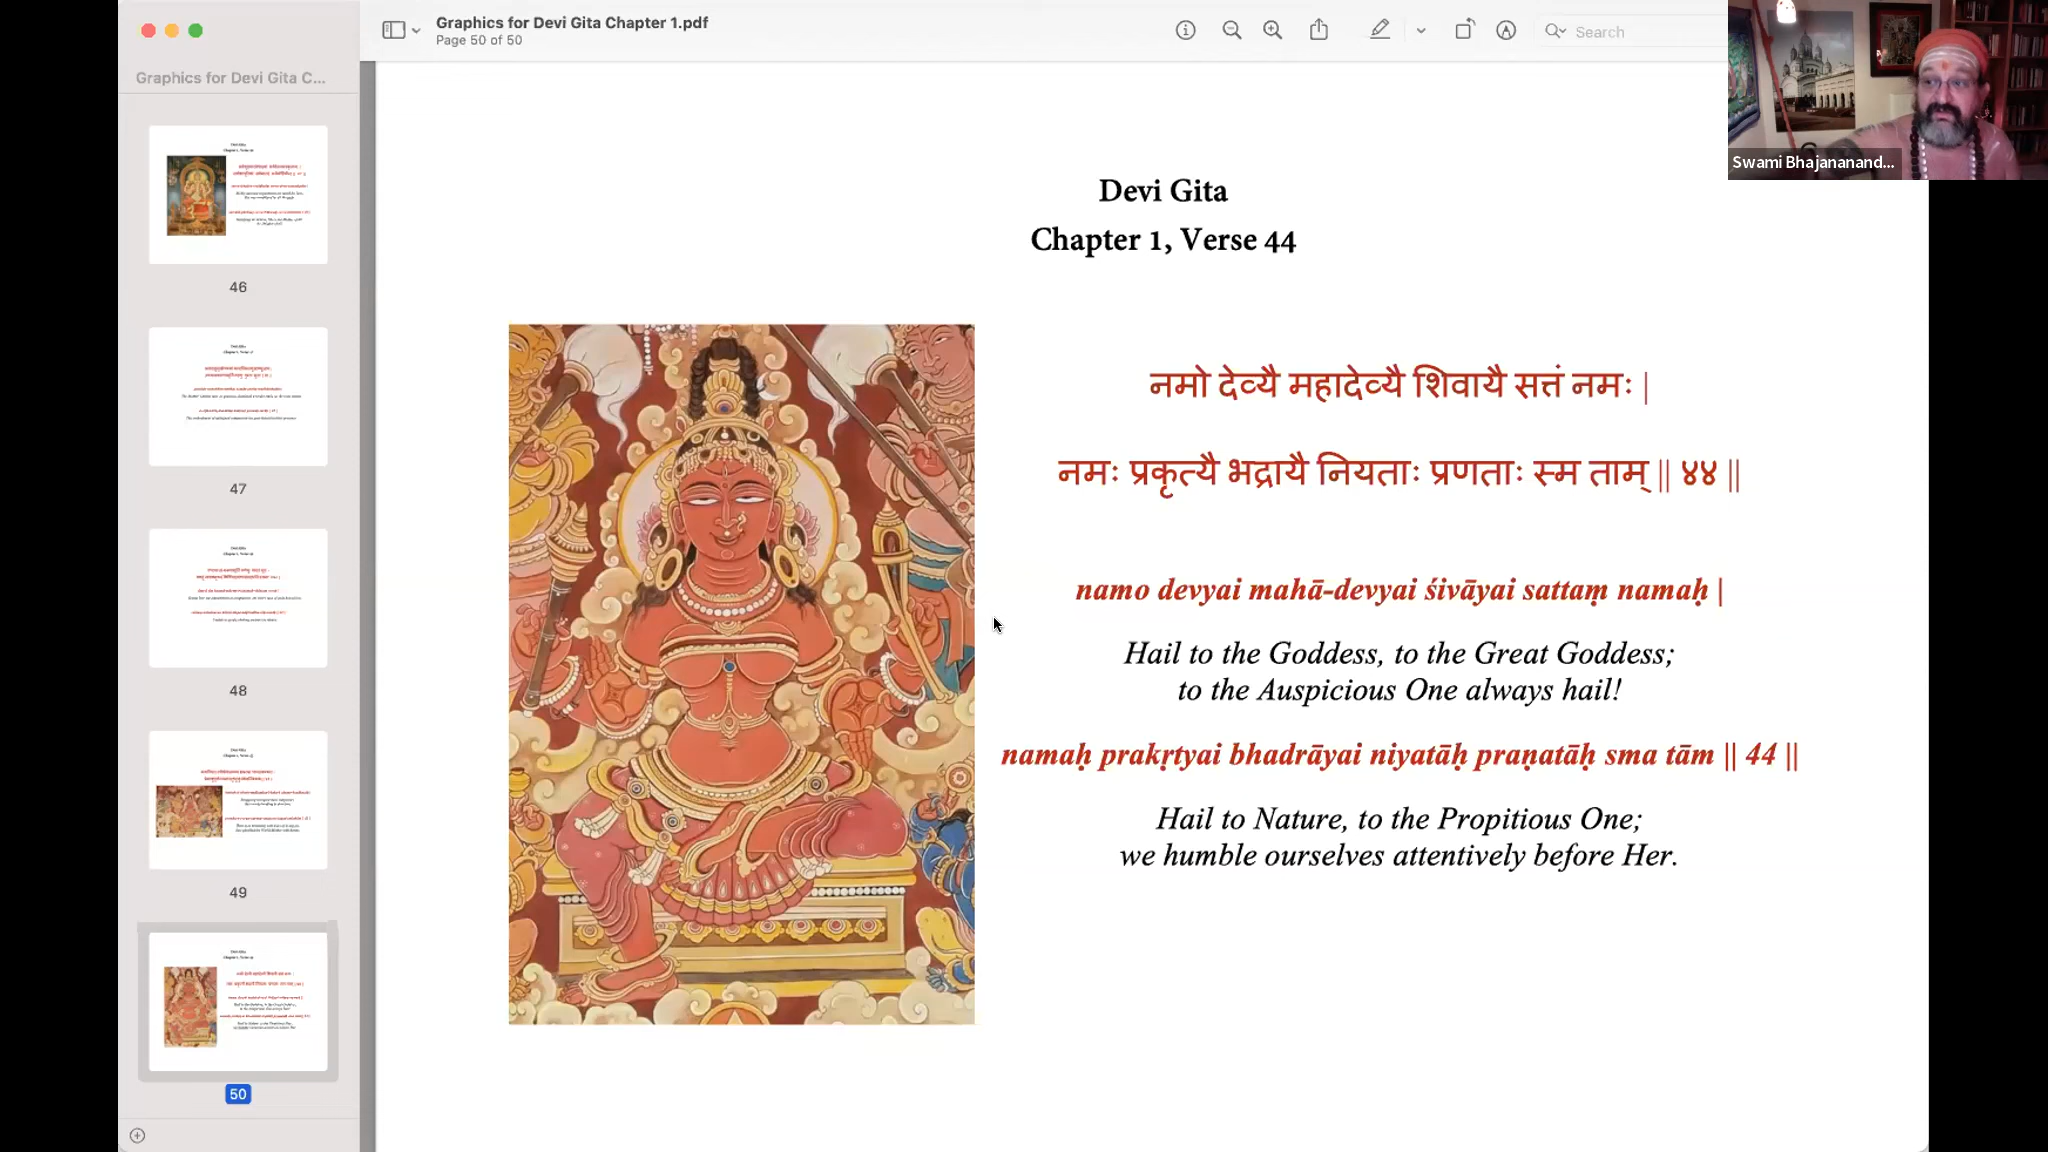 Graphics for Devi Gita Chapter 1.pdf
Page 50 of 50
Search
Graphics for Devi Gita C...
46
47
48
49
50
Swami Bhajananand...
Devi Gita
Chapter 1, Verse 44
नमो देव्यै महादेव्यै शिवायै सत्तं नमः |
नमः प्रकृत्यै भद्रायै नियताः प्रणताः स्म ताम् || ४४ ||
namo devyai mahā-devyai śivāyai sattaṃ namaḥ |
Hail to the Goddess, to the Great Goddess;
to the Auspicious One always hail!
namaḥ prakṛtyai bhadrāyai niyatāḥ praṇatāḥ sma tām || 44 ||
Hail to Nature, to the Propitious One;
we humble ourselves attentively before Her.